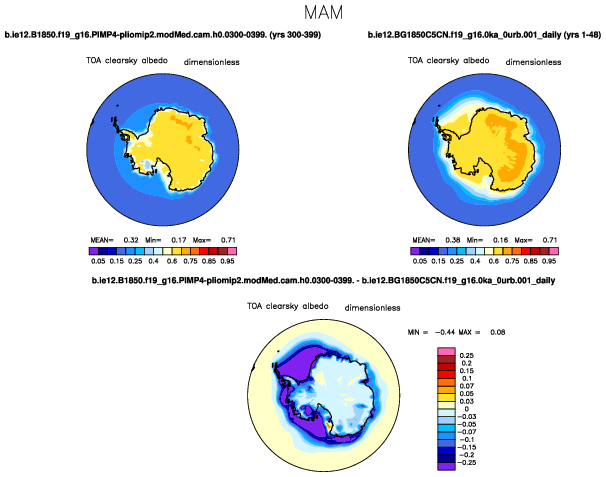 MAM
b.ie12.B1850.f19_g16.PIMP4-pliomip2.modMed.cam.h0.0300-0399. (yrs 300-399)
b.ie12.BG1850C5CN.f19_g16.0ka_0urb.001_daily (yrs 1-48)
TOA clearsky albedo dimensionless
TOA clearsky albedo dimensionless
MEAN= 0.32 Min= 0.17 Max= 0.71
MEAN= 0.38 Min= 0.16 Max= 0.71
0.05 0.15 0.25 0.4 0.6 0.75 0.85 0.95
0.05 0.15 0.25 0.4 0.6 0.75 0.85 0.95
b.ie12.B1850.f19_g16.PIMP4-pliomip2.modMed.cam.h0.0300-0399. - b.ie12.BG1850C5CN.f19_g16.0ka_0urb.001_daily
TOA clearsky albedo dimensionless
MIN = -0.44 MAX = 0.08
0.25
0.2
0.15
0.1
0.07
0.05
0.03
0
-0.03
-0.05
-0.07
-0.1
-0.15
-0.2
-0.25